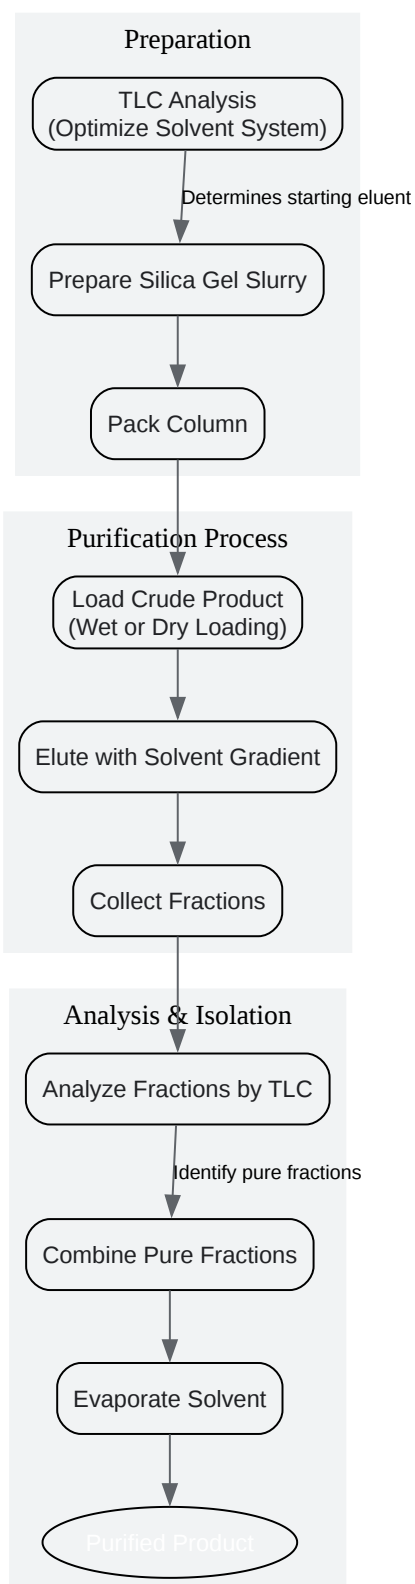 Preparation
TLC Analysis
(Optimize Solvent System)
Determines starting eluent
Prepare Silica Gel Slurry
Pack Column
Purification Process
Load Crude Product
(Wet or Dry Loading)
Elute with Solvent Gradient
Collect Fractions
Analysis & Isolation
Analyze Fractions by TLC
Identify pure fractions
Combine Pure Fractions
Evaporate Solvent
Purified Product